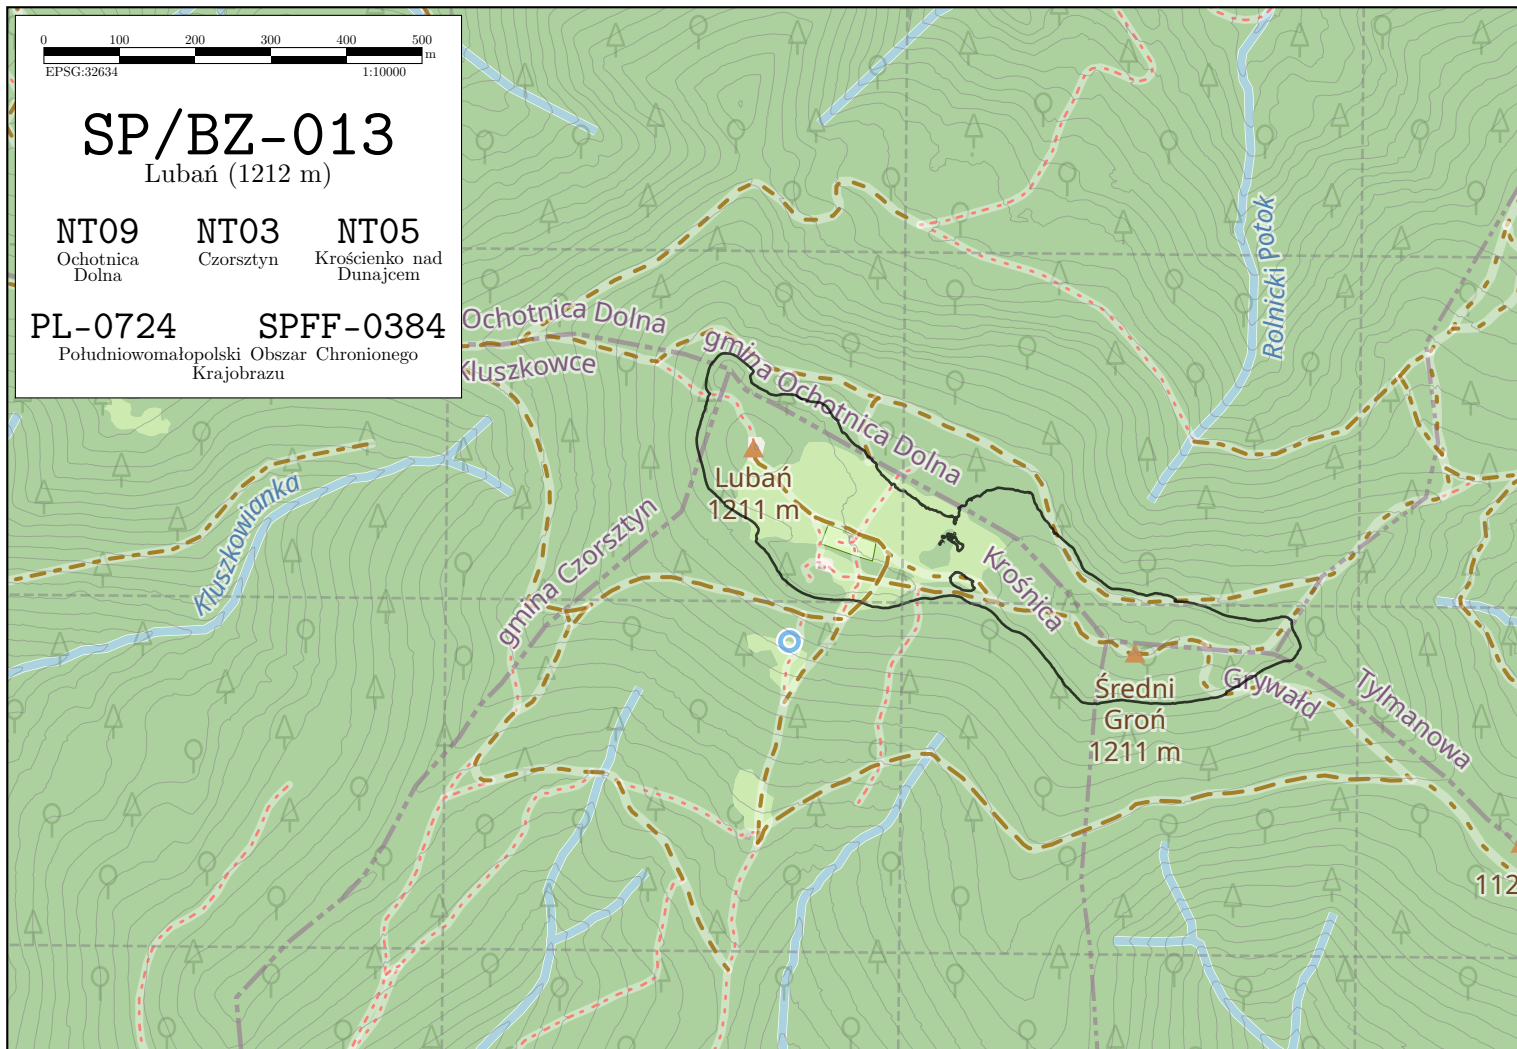 0 100 200 300 400 500
m
EPSG:32634 1:10000
SP/BZ-013
Lubań (1212 m)
NT09 NT03 NT05
Ochotnica
Dolna
Czorsztyn
Krościenko nad
Dunajcem
PL-0724 SPFF-0384
Południowomałopolski Obszar Chronionego
Krajobrazu
Ochotnica Dolna
Kluszkowce
gmina Ochotnica Dolna
Rolnicki Potok
Lubań
1211 m
Kluszkowianka
gmina Czorsztyn
Krośnica
Średni
Groń
1211 m
Grywałd
Tylmanowa
112